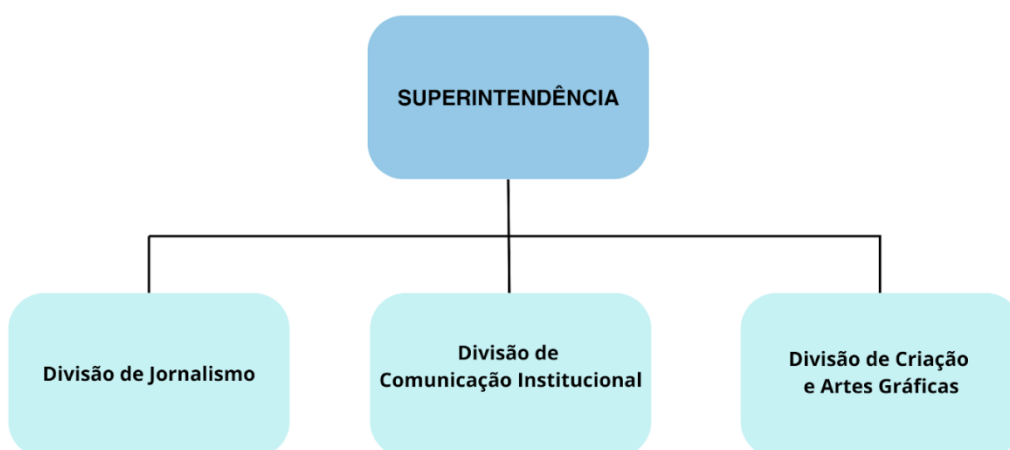 SUPERINTENDÊNCIA
Divisão de Jornalismo
Divisão de
Comunicação Institucional
Divisão de Criação
e Artes Gráficas